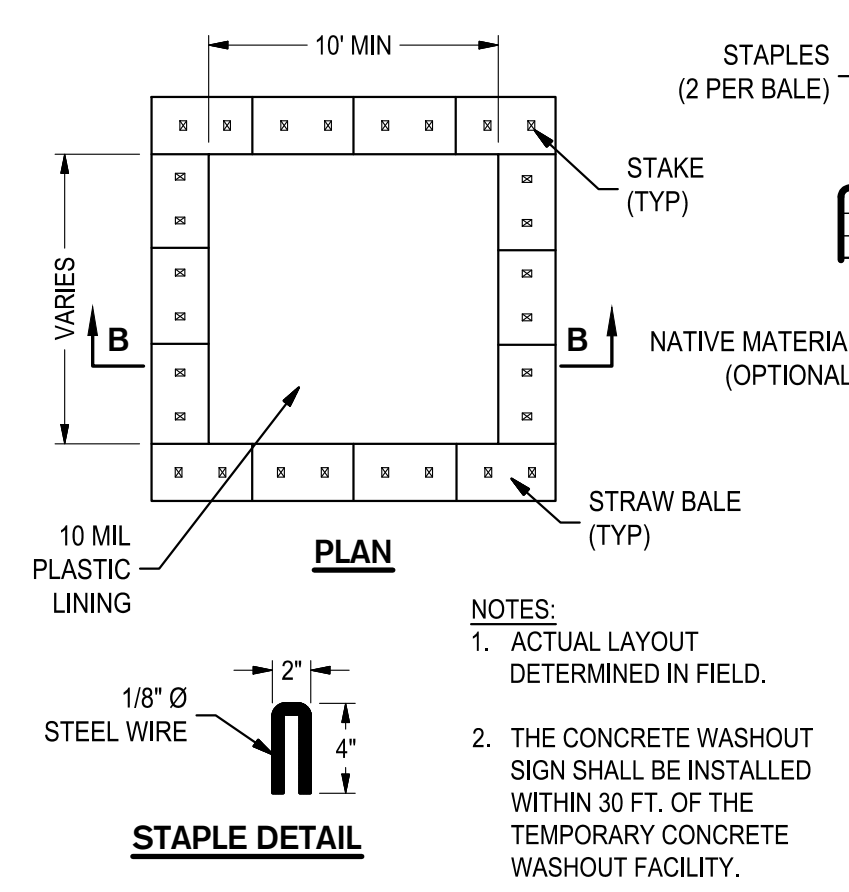 10' MIN
STAPLES
(2 PER BALE)
STAKE
(TYP)
VARIES
B
B
NATIVE MATERIA
(OPTIONAL
10 MIL
PLASTIC
LINING
PLAN
STRAW BALE
(TYP)
1/8" Ø
STEEL WIRE
2"
4"
STAPLE DETAIL
NOTES:
1. ACTUAL LAYOUT
DETERMINED IN FIELD.
2. THE CONCRETE WASHOUT
SIGN SHALL BE INSTALLED
WITHIN 30 FT. OF THE
TEMPORARY CONCRETE
WASHOUT FACILITY.